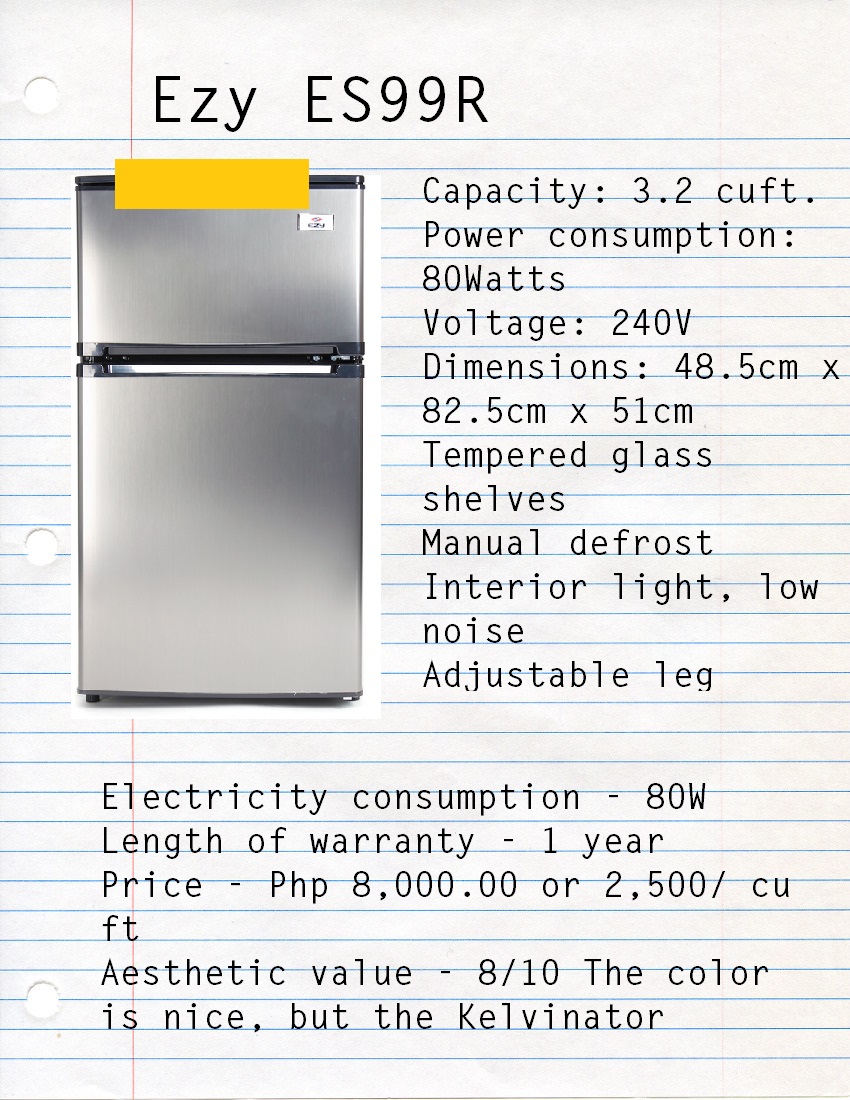 Ezy ES99R
EZY
Capacity: 3.2 cuft.
Power consumption:
80Watts
Voltage: 240V
Dimensions: 48.5cm x
82.5cm x 51cm
Tempered glass
shelves
Manual defrost
Interior light, low
noise
Adjustable leg
Electricity consumption - 80W
Length of warranty - 1 year
Price - Php 8,000.00 or 2,500/ cu
ft
Aesthetic value - 8/10 The color
is nice, but the Kelvinator